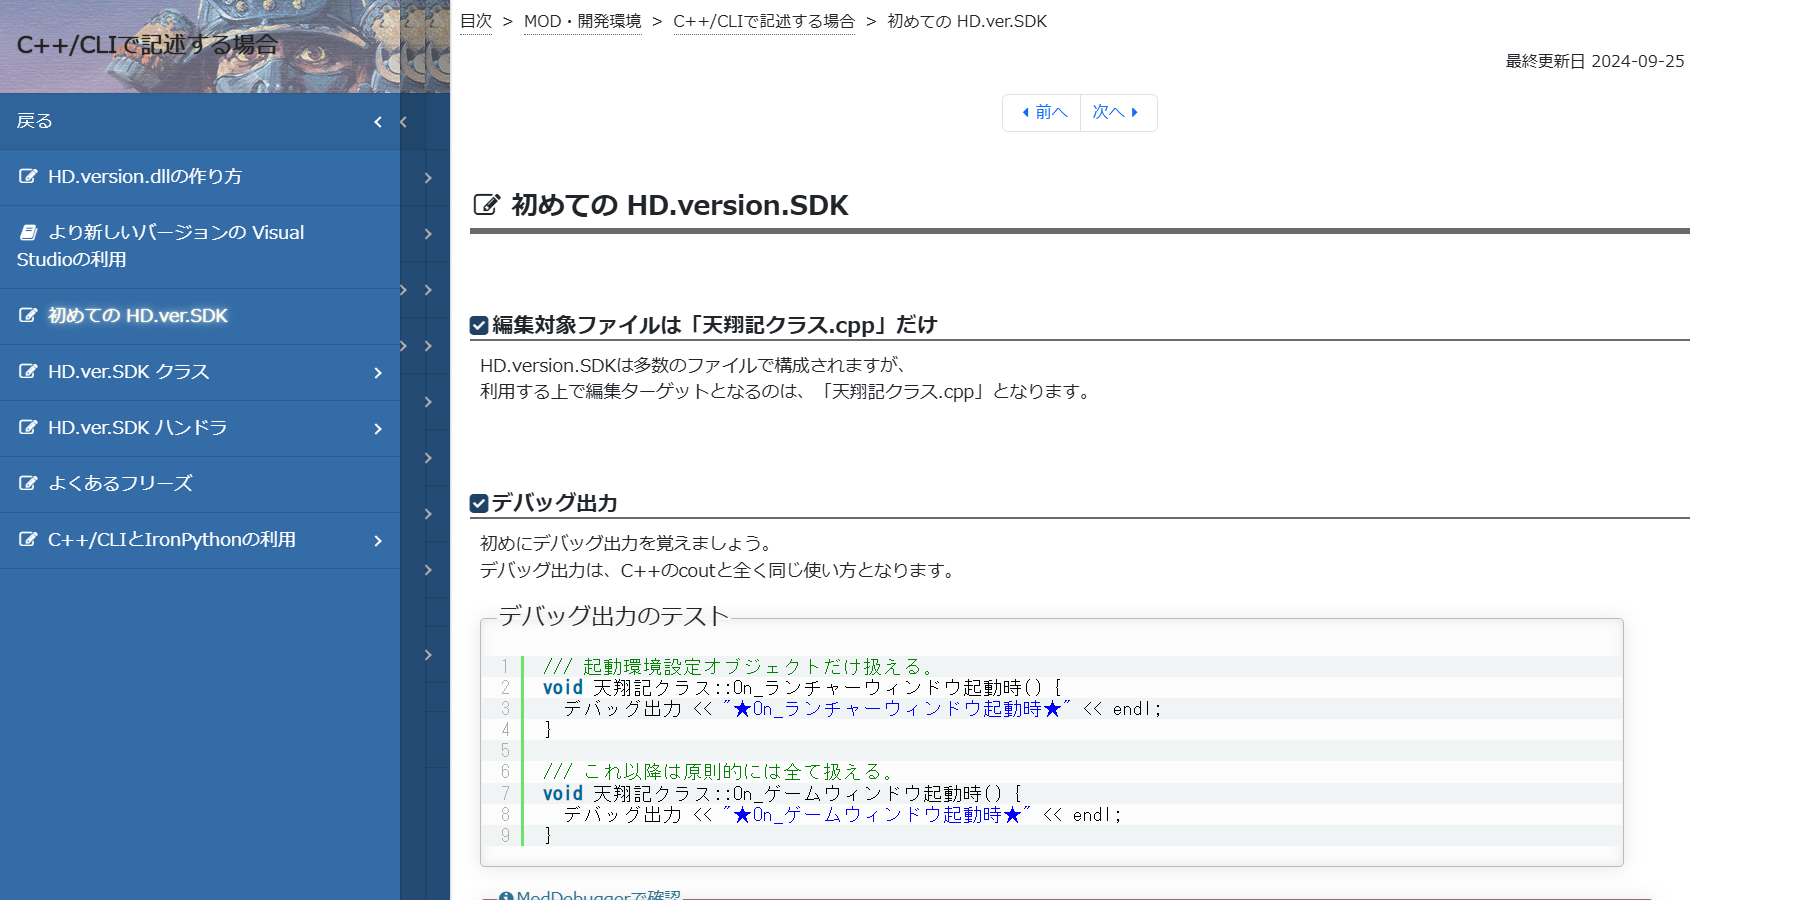 C++/CLIで記述する場合
戻る
HD.version.dllの作り方
より新しいバージョンの Visual
Studioの利用
初めての HD.ver.SDK
HD.ver.SDK クラス
HD.ver.SDK ハンドラ
よくあるフリーズ
C++/CLIとIronPythonの利用
目次 > MOD・開発環境 > C++/CLIで記述する場合 > 初めての HD.ver.SDK
最終更新日 2024-09-25
前へ 次へ
初めての HD.version.SDK
編集対象ファイルは「天翔記クラス.cpp」だけ
HD.version.SDKは多数のファイルで構成されますが、
利用する上で編集ターゲットとなるのは、「天翔記クラス.cpp」となります。
デバッグ出力
初めにデバッグ出力を覚えましょう。
デバッグ出力は、C++のcoutと全く同じ使い方となります。
デバッグ出力のテスト
1 /// 起動環境設定オブジェクトだけ扱える。
2 void 天翔記クラス::On_ランチャーウィンドウ起動時() {
3 デバッグ出力 << "★On_ランチャーウィンドウ起動時★" << endl;
4 }
5
6 /// これ以降は原則的には全て扱える。
7 void 天翔記クラス::On_ゲームウィンドウ起動時() {
8 デバッグ出力 << "★On_ゲームウィンドウ起動時★" << endl;
9 }
ModDebuggerで確認